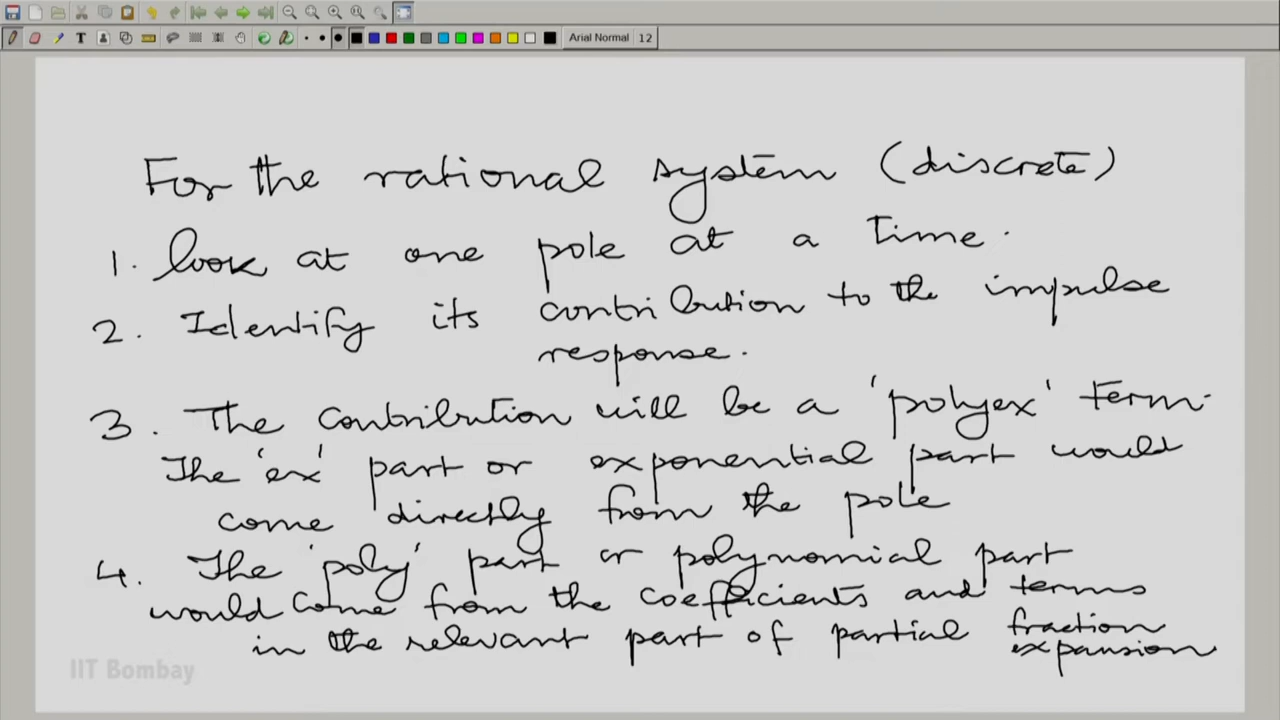 Arial Normal 12
For the rational system (discrete)
1. look at one pole at a time.
2. Identify its contribution to the impulse
response.
3. The contribution will be a 'polyex' term.
The 'ex' part or exponential part would
come directly from the pole
4. The 'poly' part or polynomial part
would come from the coefficients and terms
in the relevant part of partial fraction
expansion
IIT Bombay